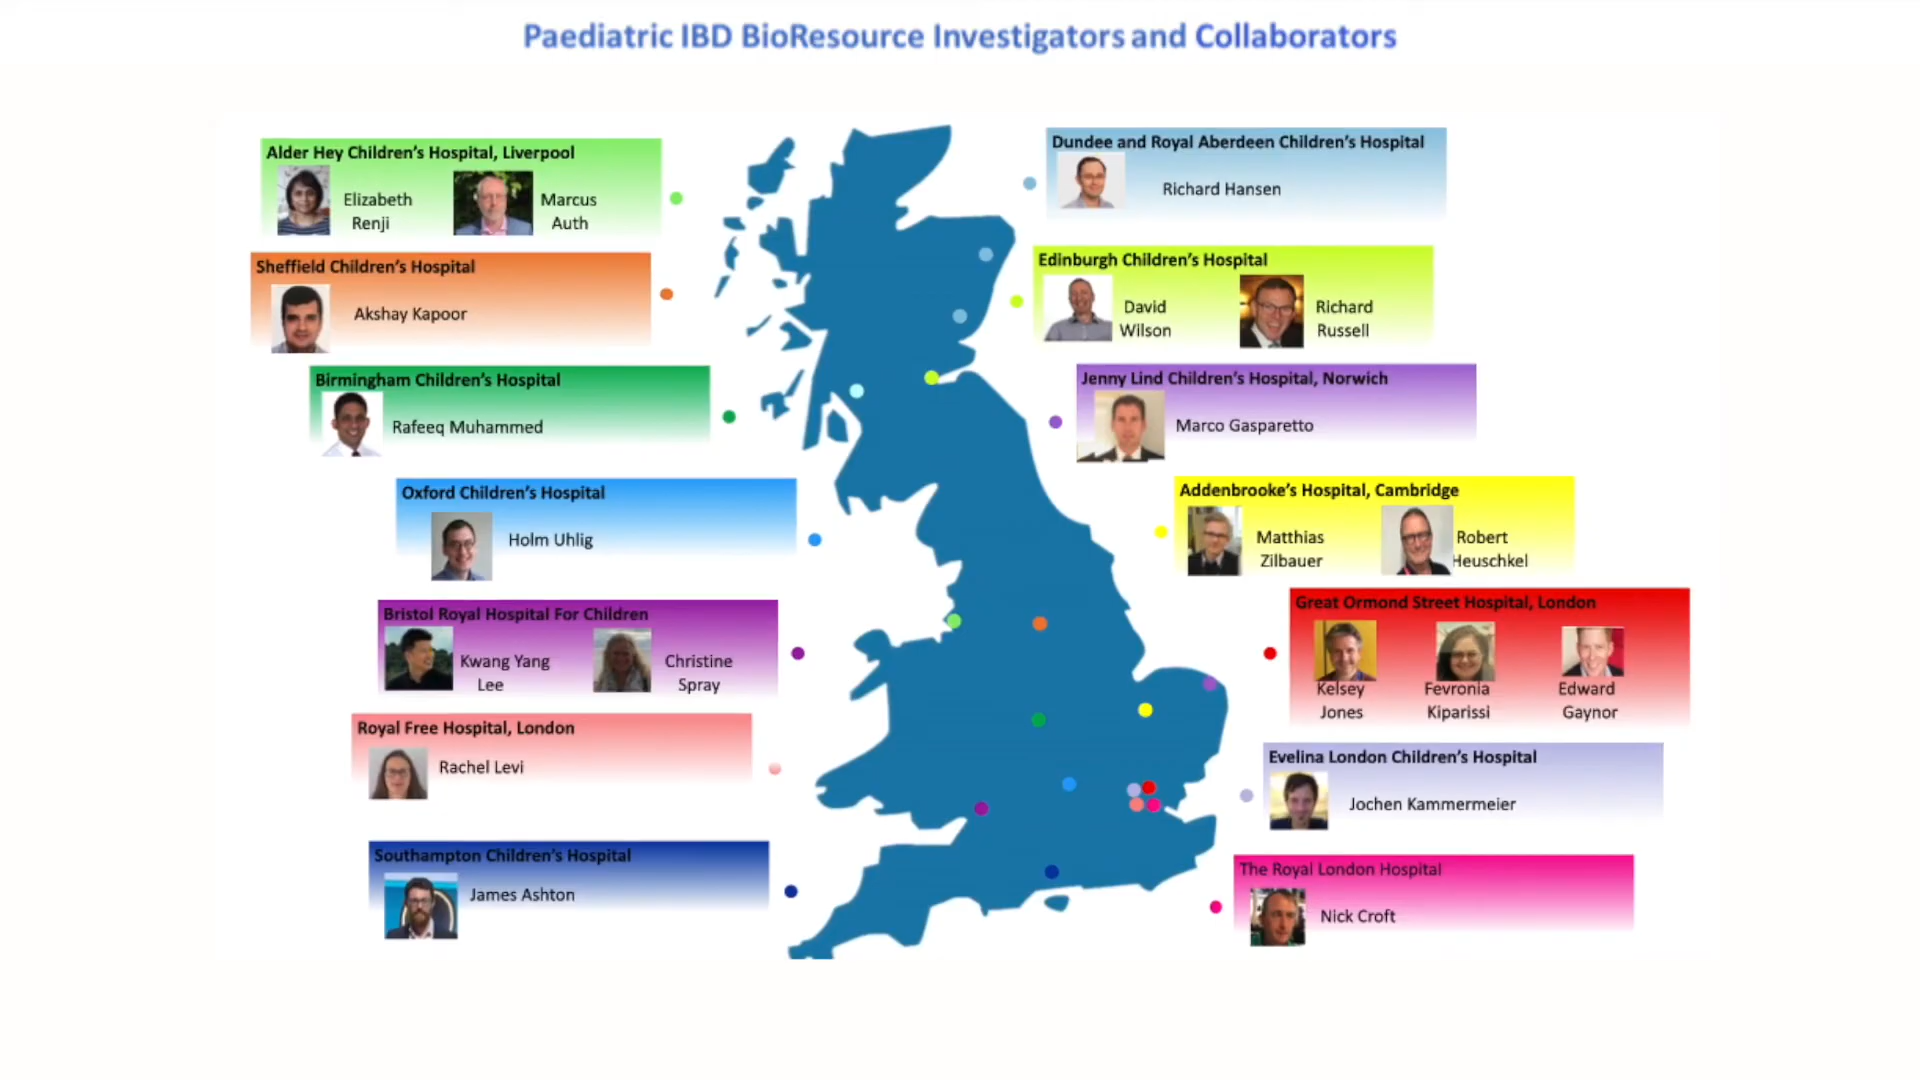 Paediatric IBD BioResource Investigators and Collaborators
Alder Hey Children's Hospital, Liverpool
Elizabeth
Renji
Marcus
Auth
Sheffield Children's Hospital
Akshay Kapoor
Birmingham Children's Hospital
Rafeeq Muhammed
Oxford Children's Hospital
Holm Uhlig
Bristol Royal Hospital For Children
Kwang Yang
Lee
Christine
Spray
Royal Free Hospital, London
Rachel Levi
Southampton Children's Hospital
James Ashton
Dundee and Royal Aberdeen Children's Hospital
Richard Hansen
Edinburgh Children's Hospital
David
Wilson
Richard
Russell
Jenny Lind Children's Hospital, Norwich
Marco Gasparetto
Addenbrooke's Hospital, Cambridge
Matthias
Zilbauer
Robert
Heuschkel
Great Ormond Street Hospital, London
Kelsey
Jones
Fevronia
Kiparissi
Edward
Gaynor
Evelina London Children's Hospital
Jochen Kammermeier
The Royal London Hospital
Nick Croft